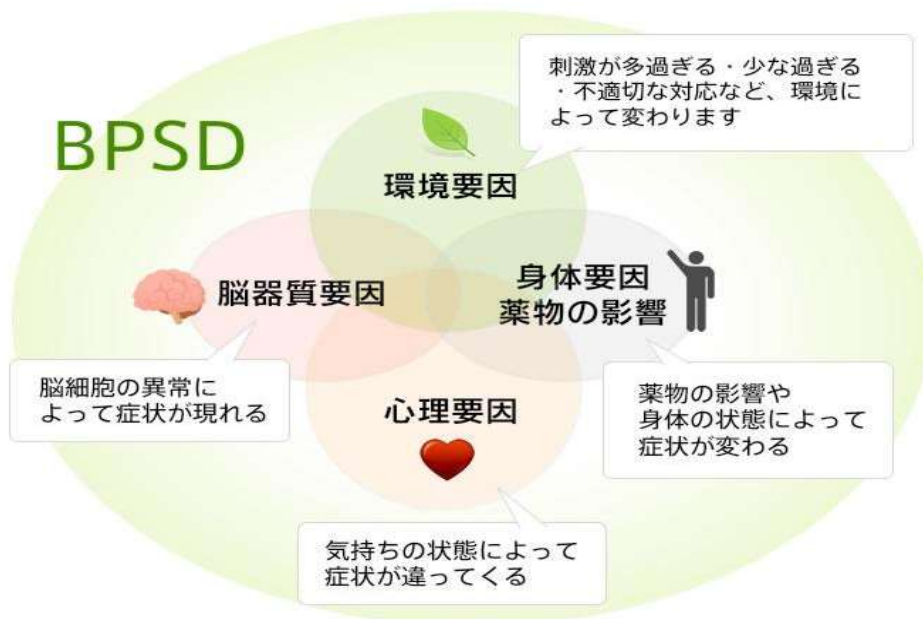 BPSD
刺激が多過ぎる・少な過ぎる
・不適切な対応など、環境に
よって変わります
環境要因
脳器質要因
身体要因
薬物の影響
脳細胞の異常に
よって症状が現れる
心理要因
薬物の影響や
身体の状態によって
症状が変わる
気持ちの状態によって
症状が違ってくる